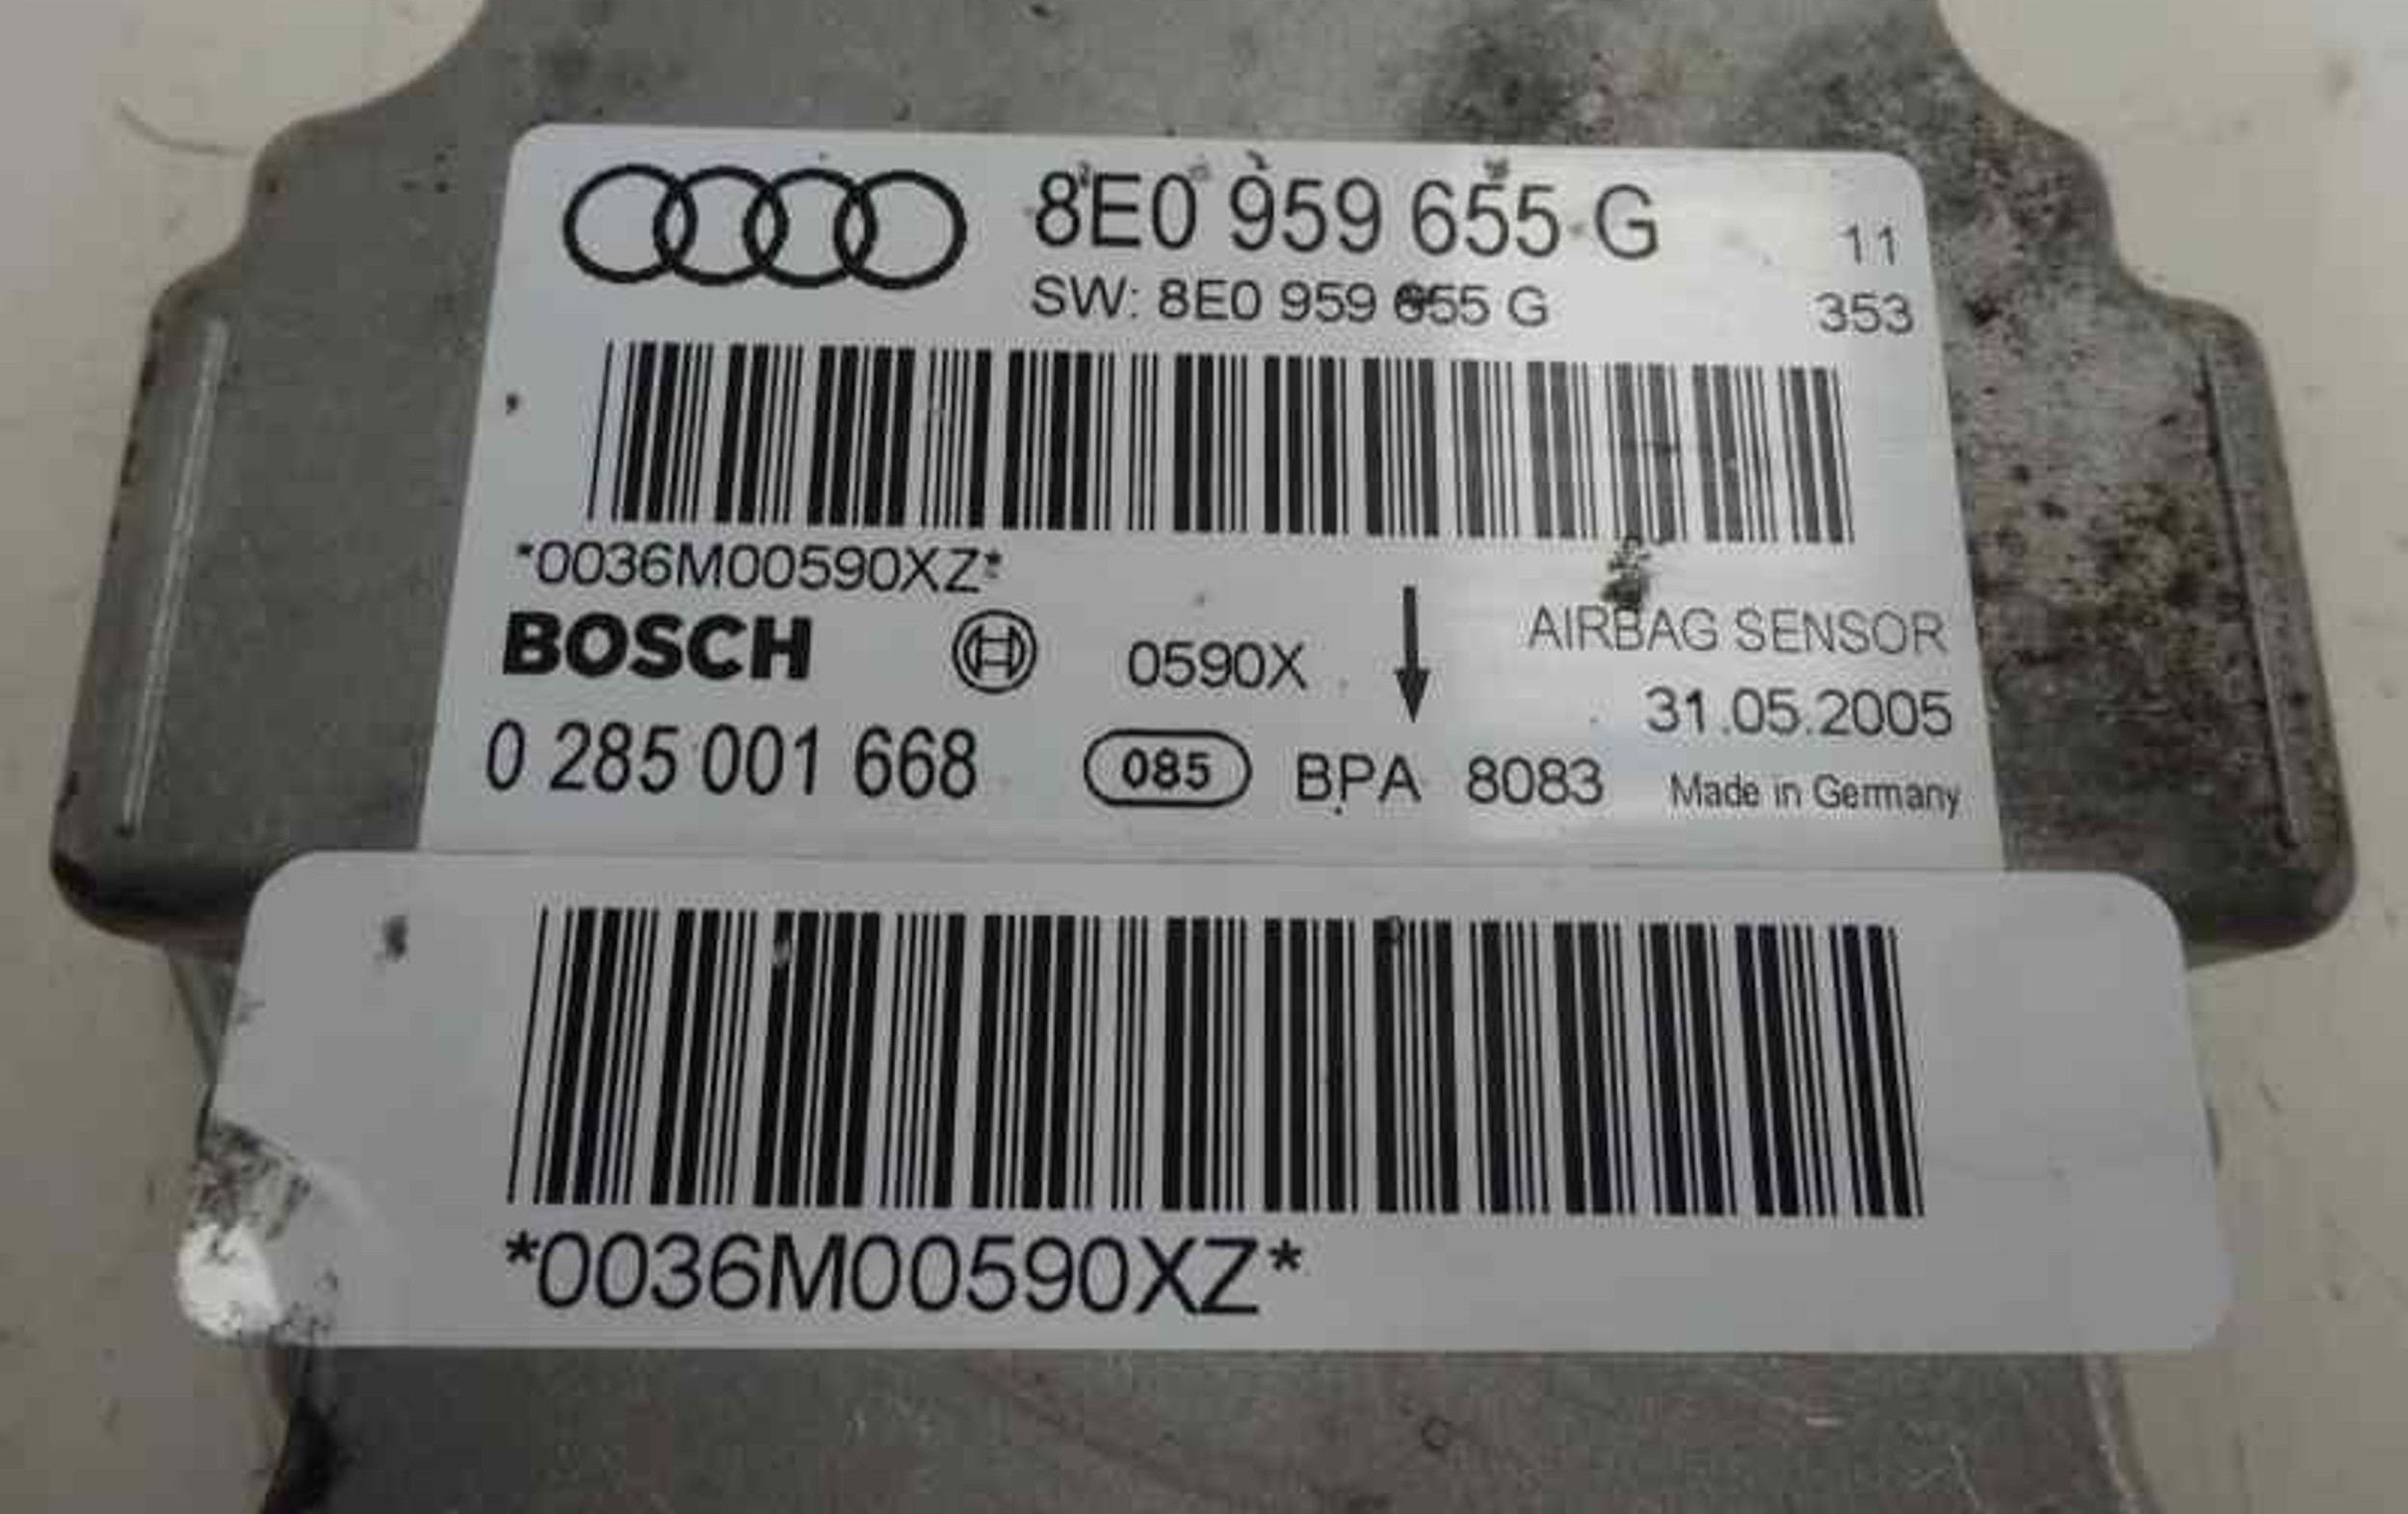 8E0 959 655 G
11
SW: 8E0 959 655 G
353
*0036M00590XZ*
BOSCH
0590X
AIRBAG SENSOR
31.05.2005
0 285 001 668
085
BPA 8083
Made in Germany
*0036M00590XZ*